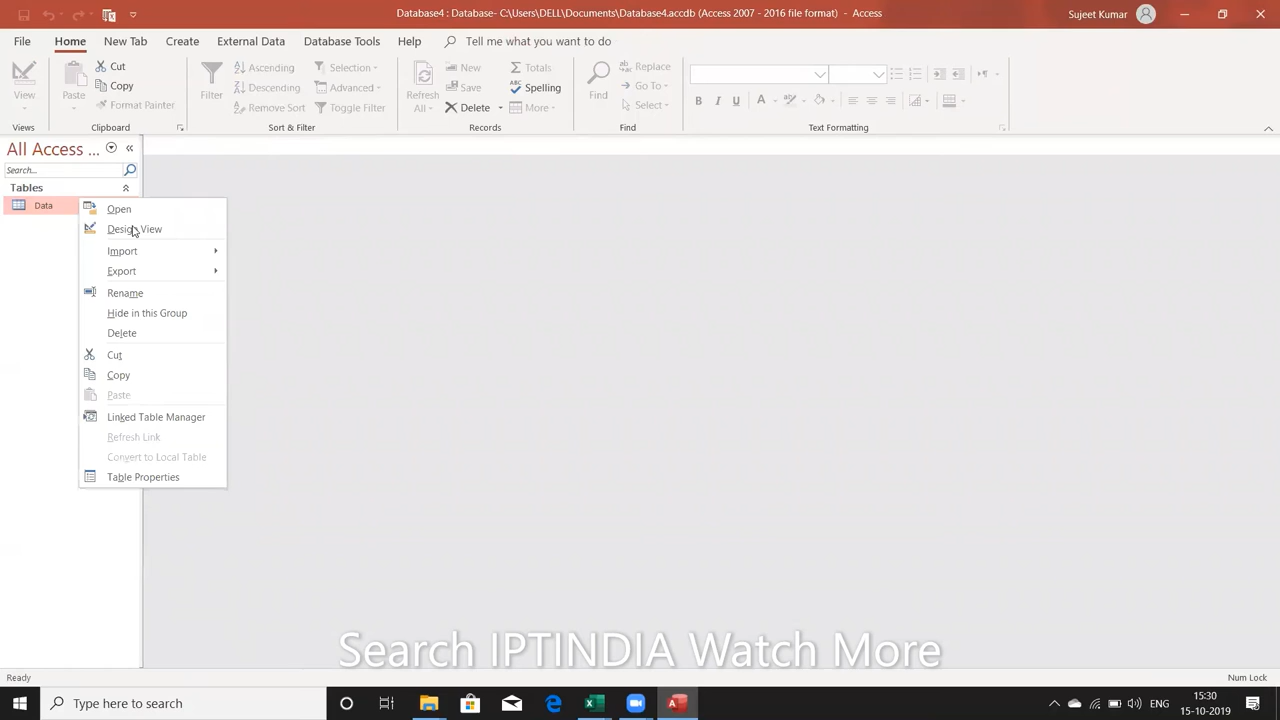 Database4 : Database- C:\Users\DELL\Documents\Database4.accdb (Access 2007 - 2016 file format) - Access
Sujeet Kumar
File Home New Tab Create External Data Database Tools Help Tell me what you want to do
View
Views
Paste
Cut
Copy
Format Painter
Clipboard
Filter
Ascending
Descending
Remove Sort
Selection
Advanced
Toggle Filter
Sort & Filter
Refresh
All
New
Save
Delete
Totals
Spelling
More
Records
Find
Replace
Go To
Select
Find
B I U A
Text Formatting
All Access ...
Search...
Tables
Data
Open
Design View
Import
Export
Rename
Hide in this Group
Delete
Cut
Copy
Paste
Linked Table Manager
Refresh Link
Convert to Local Table
Table Properties
Search IPTINDIA Watch More
Ready
Num Lock
Type here to search
A
ENG
15:30
15-10-2019